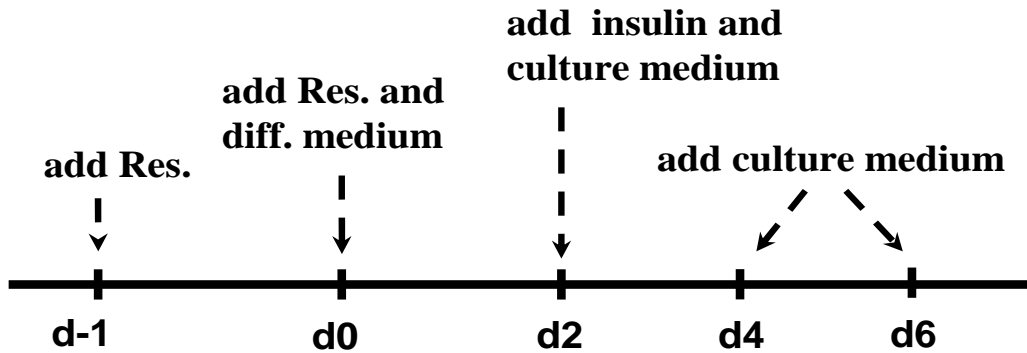 add Res.
add Res. and
diff. medium
add insulin and
culture medium
add culture medium
d-1
d0
d2
d4
d6